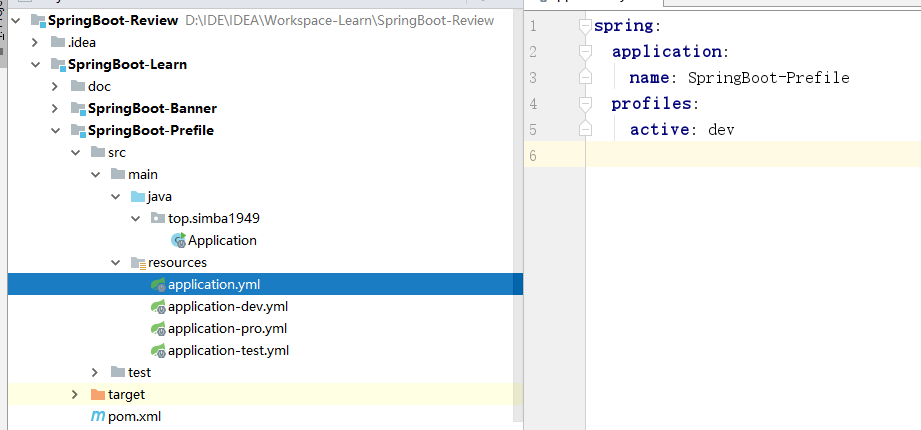 SpringBoot-Review D:\IDE\IDEA\Workspace-Learn\SpringBoot-Review
.idea
SpringBoot-Learn
doc
SpringBoot-Banner
SpringBoot-Prefile
src
main
java
top.simba1949
Application
resources
application.yml
application-dev.yml
application-pro.yml
application-test.yml
test
target
pom.xml
1 spring:
2 application:
3 name: SpringBoot-Prefile
4 profiles:
5 active: dev
6